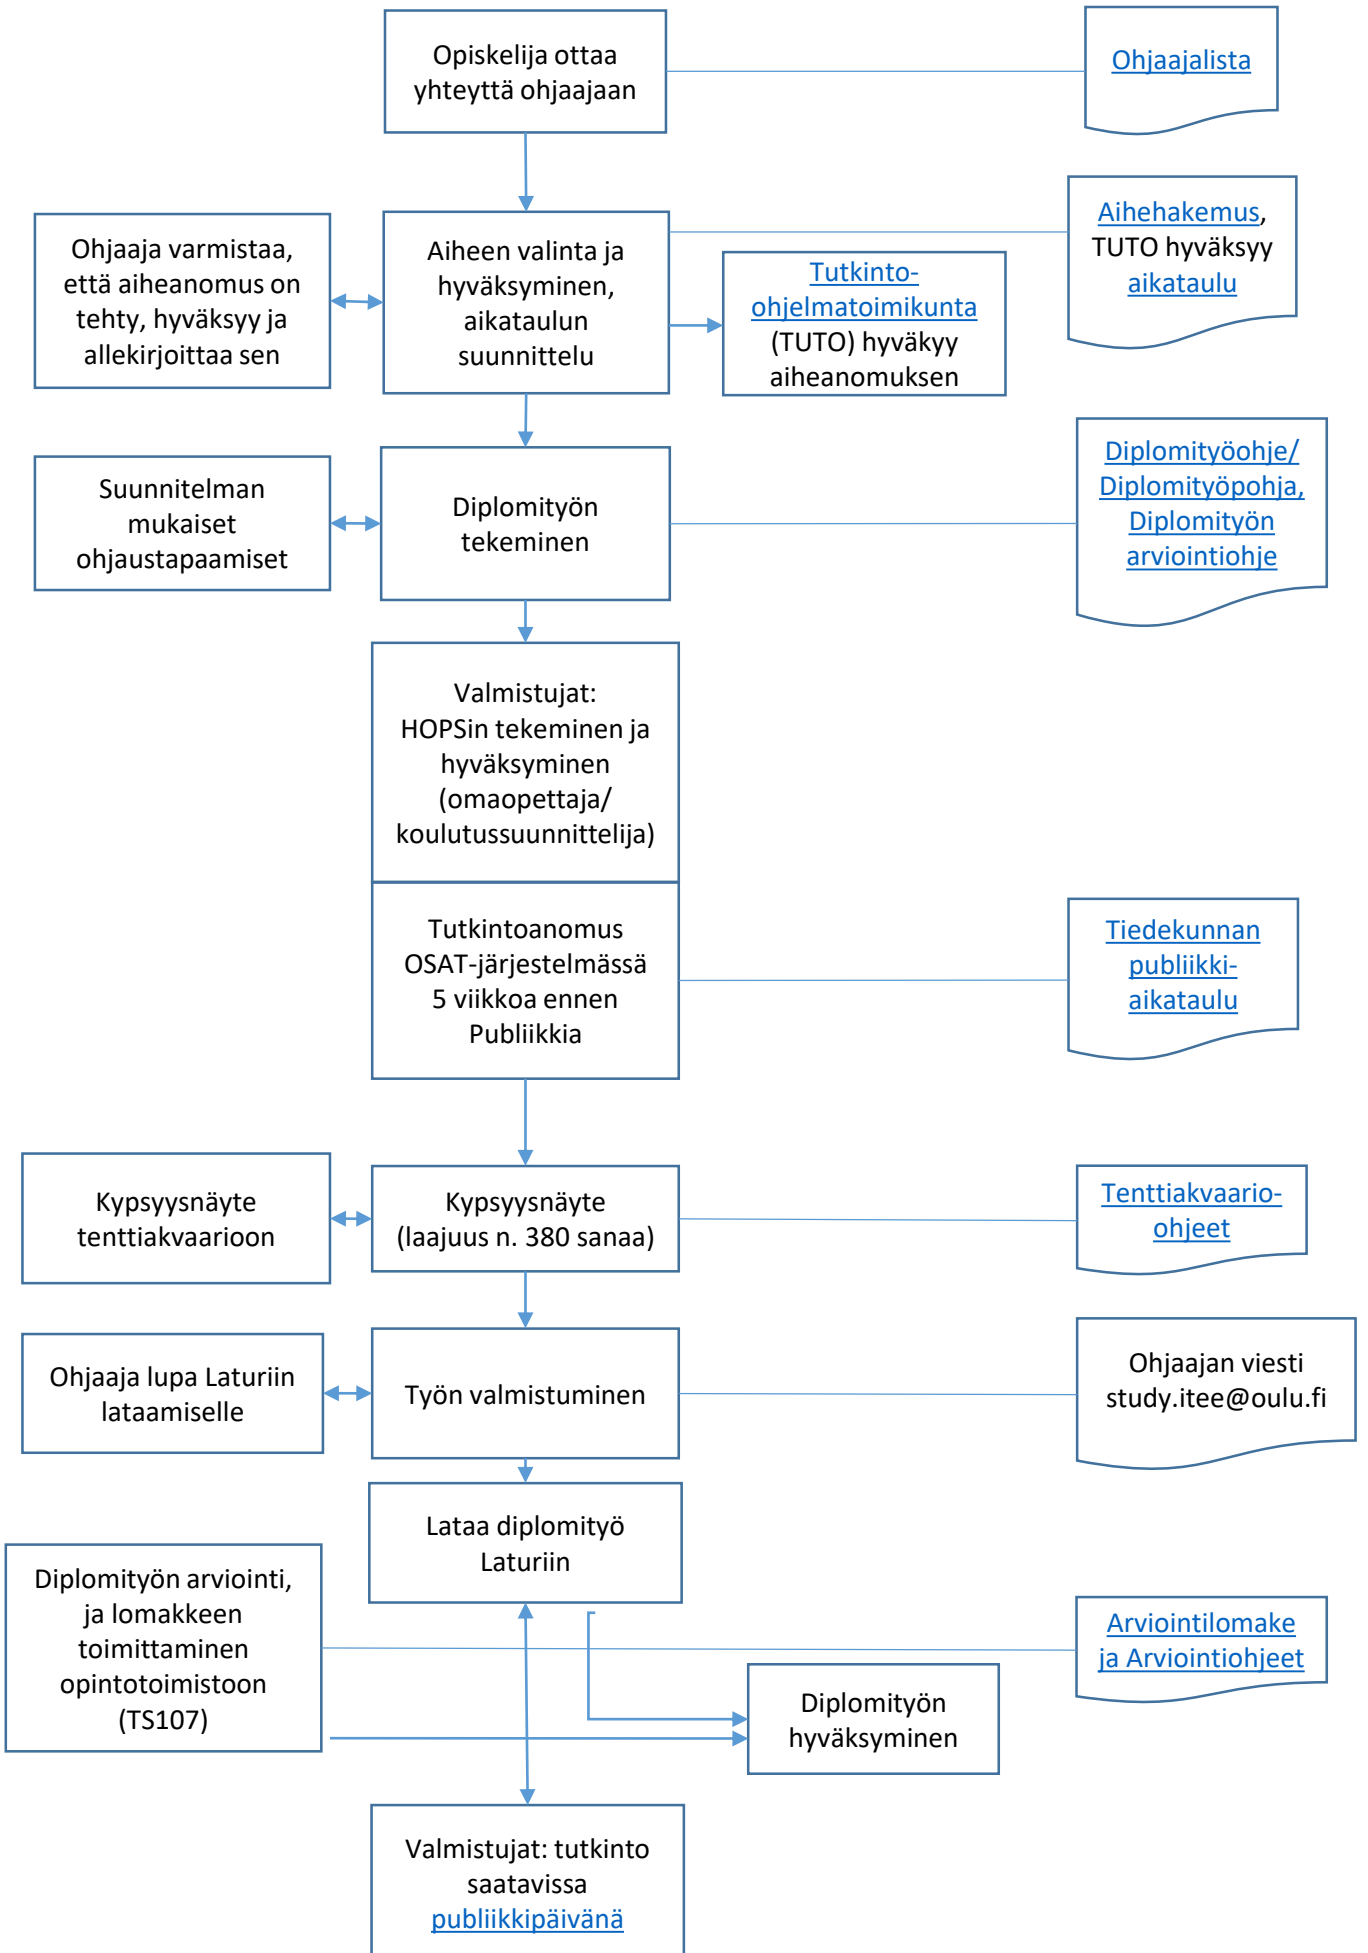 Opiskelija ottaa
yhteyttä ohjaajaan
Ohjaajalista
Ohjaaja varmistaa,
että aiheanomus on
tehty, hyväksyy ja
allekirjoittaa sen
Aiheen valinta ja
hyväksyminen,
aikataulun
suunnittelu
Tutkinto-
ohjelmatoimikunta
(TUTO) hyväkyy
aiheanomuksen
Aihehakemus,
TUTO hyväksyy
aikataulu
Suunnitelman
mukaiset
ohjaustapaamiset
Diplomityön
tekeminen
Diplomityöohje/
Diplomityöpohja,
Diplomityön
arviointiohje
Valmistujat:
HOPSin tekeminen ja
hyväksyminen
(omaopettaja/
koulutussuunnittelija)
Tutkintoanomus
OSAT-järjestelmässä
5 viikkoa ennen
Publiikkia
Tiedekunnan
publiikki-
aikataulu
Kypsyysnäyte
tenttiakvaarioon
Kypsyysnäyte
(laajuus n. 380 sanaa)
Tenttiakvaario-
ohjeet
Ohjaaja lupa Laturiin
lataamiselle
Työn valmistuminen
Ohjaajan viesti
study.itee@oulu.fi
Lataa diplomityö
Laturiin
Diplomityön arviointi,
ja lomakkeen
toimittaminen
opintotoimistoon
(TS107)
Arviointilomake
ja Arviointiohjeet
Diplomityön
hyväksyminen
Valmistujat: tutkinto
saatavissa
publiikkipäivänä